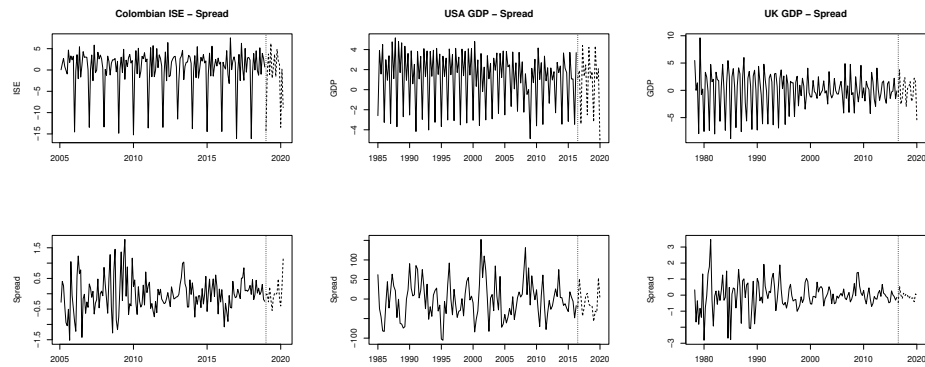 Colombian ISE − Spread
ISE
5
0
−5
−10
−15
2005 2010 2015 2020
USA GDP − Spread
GDP
4
2
0
−2
−4
1985 1990 1995 2000 2005 2010 2015 2020
UK GDP − Spread
GDP
10
5
0
−5
1980 1990 2000 2010 2020
Spread
1.5
0.5
−0.5
−1.5
2005 2010 2015 2020
Spread
100
50
0
−100
1985 1990 1995 2000 2005 2010 2015 2020
Spread
3
2
1
0
−1
−3
1980 1990 2000 2010 2020